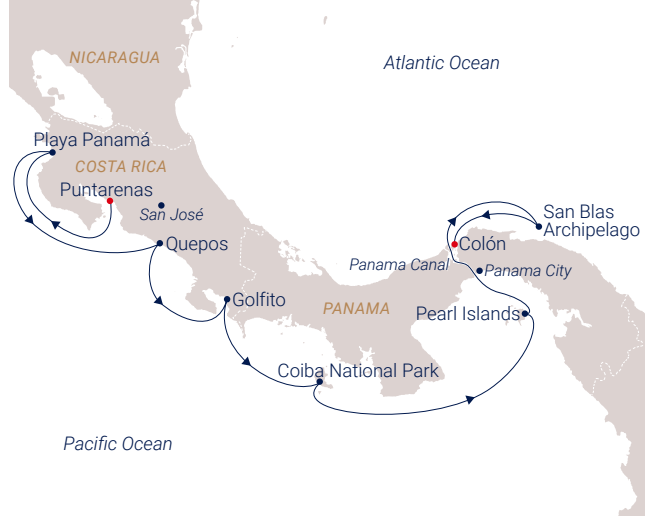 NICARAGUA
Atlantic Ocean
Playa Panamá
COSTA RICA
Puntarenas
San José
San Blas
Archipelago
Quepos
Colón
Panama Canal
Panama City
Golfito
PANAMA
Pearl Islands
Coiba National Park
Pacific Ocean